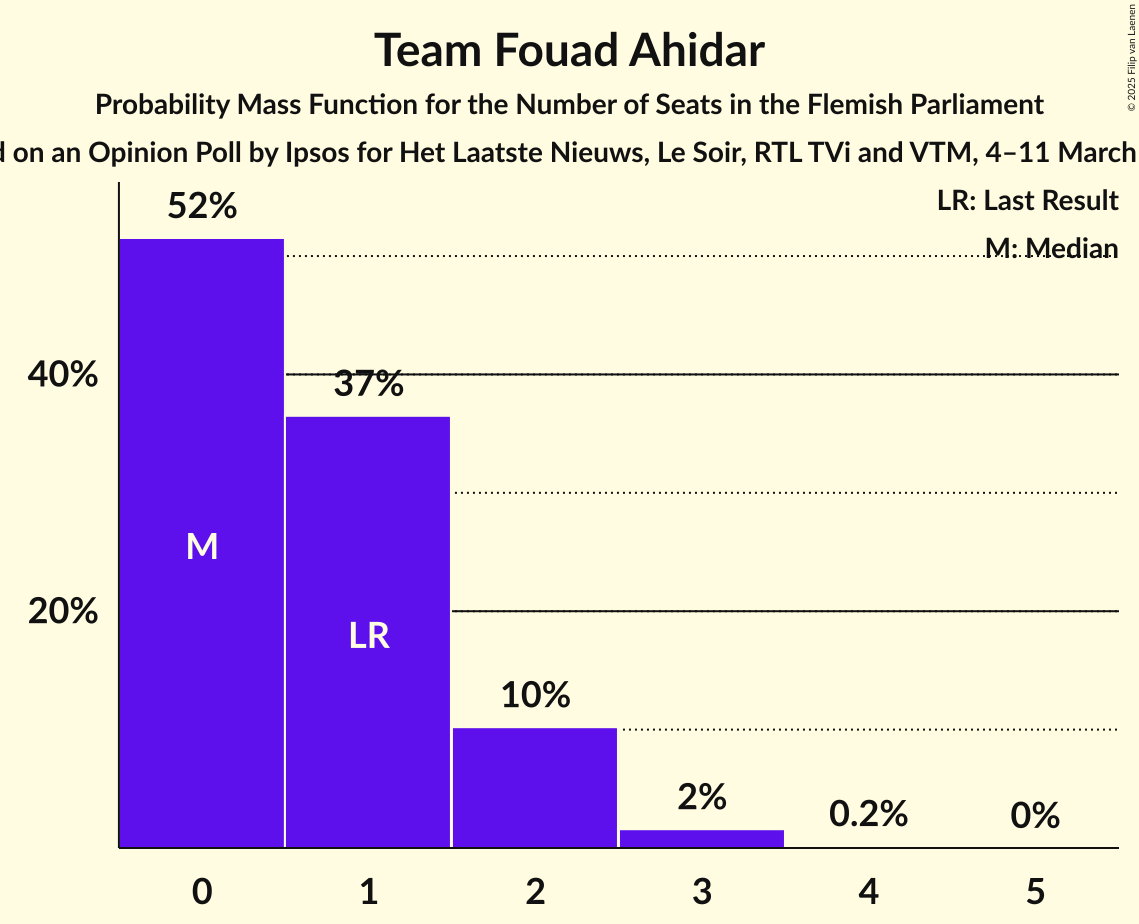 Team Fouad Ahidar
Probability Mass Function for the Number of Seats in the Flemish Parliament
on an Opinion Poll by Ipsos for Het Laatste Nieuws, Le Soir, RTL TVi and VTM, 4–11 March
© 2025 Filip van Laenen
LR: Last Result
M: Median
52%
37%
10%
2%
0.2%
0%
40%
20%
M
LR
0 1 2 3 4 5